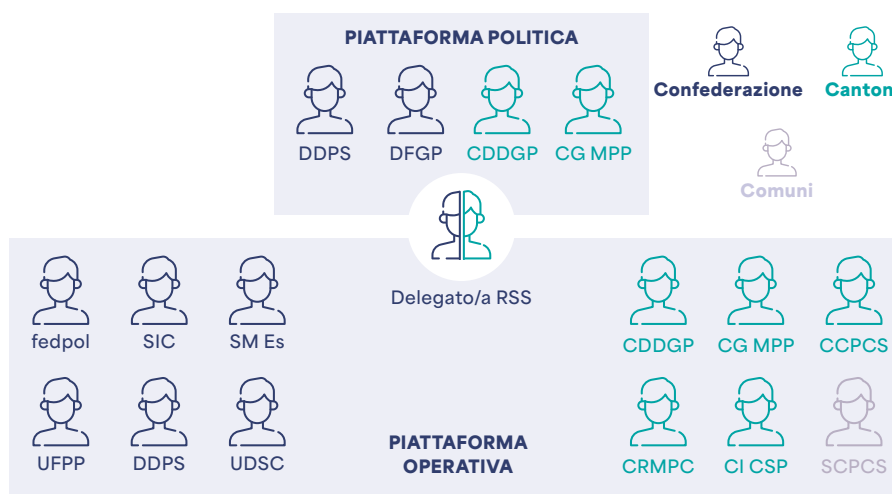 PIATTAFORMA POLITICA
DDPS DFGP CDDGP CG MPP
Confederazione Canton
Comuni
Delegato/a RSS
fedpol SIC SM Es
CDDGP CG MPP CCPCS
UFPP DDPS UDSC
PIATTAFORMA
OPERATIVA
CRMPC CI CSP SCPCS